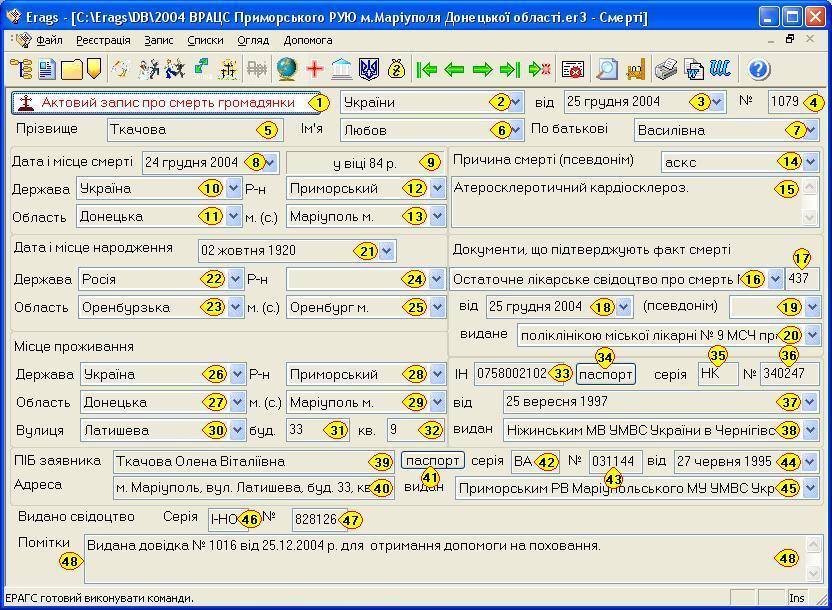 Erags - [C:\Erags\DB\2004 ВРАЦС Приморського РУЮ м.Маріуполя Донецької області.er3 - Смерті]
Файл Реєстрація Запис Списки Огляд Допомога
Актовий запис про смерть громадянки 1 України 2 від 25 грудня 2004 3 № 1079 4
Прізвище Ткачова 5 Ім'я Любов 6 По батькові Василівна 7
Дата і місце смерті 24 грудня 2004 8 у віці 84 р. 9 Причина смерті (псевдонім) аскс 14
Держава Україна 10 Р-н Приморський 12 Атеросклеротичний кардіосклероз. 15
Область Донецька 11 м. (с.) Маріуполь м. 13
Дата і місце народження 02 жовтня 1920 21 Документи, що підтверджують факт смерті 17
Держава Росія 22 Р-н 24 Остаточне лікарське свідоцтво про смерть 16 437
Область Оренбурзька 23 м. (с.) Оренбург м. 25 від 25 грудня 2004 18 (псевдонім) 19
видане поліклінікою міської лікарні № 9 МСЧ 20
Місце проживання 34 35 36
Держава Україна 26 Р-н Приморський 28 ІН 0758002102 33 паспорт серія НК № 340247
Область Донецька 27 м. (с.) Маріуполь м. 29 від 25 вересня 1997 37
Вулиця Латишева 30 буд. 33 31 кв. 9 32 видан Ніжинським МВ УМВС України в Чернігівс 38
ПІБ заявника Ткачова Олена Віталіївна 39 паспорт серія ВА 42 № 031144 від 27 червня 1995 44
41 43
Адреса м. Маріуполь, вул. Латишева, буд. 33, кв 40 видан Приморським РВ Маріупольського МУ УМВС Укр 45
Видано свідоцтво Серія І-НО 46 № 828126 47
Помітки 48 Видана довідка № 1016 від 25.12.2004 р. для отримання допомоги на поховання. 48
ЕРАГС готовий виконувати команди. Ins